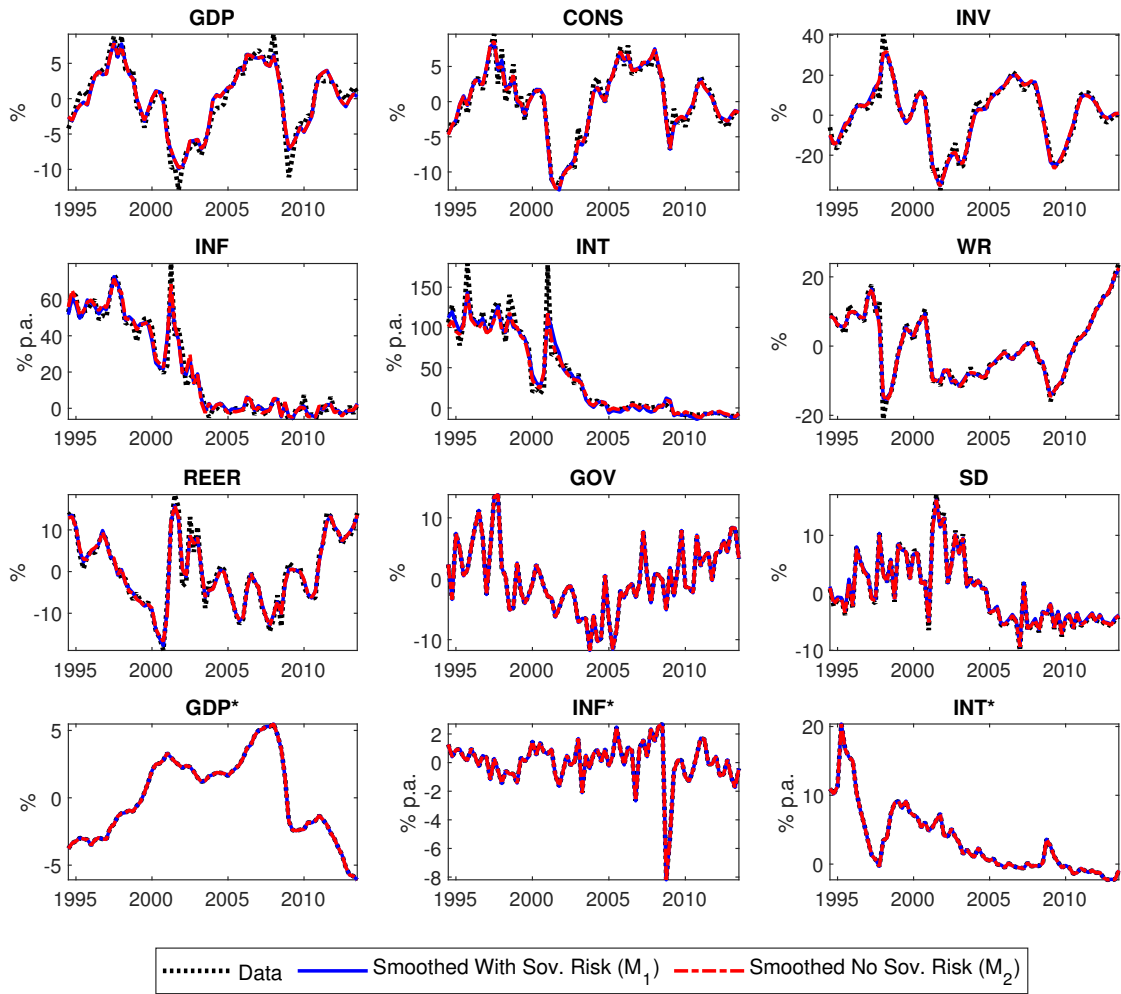 GDP CONS INV
5 0 -5 -10 % 1995 2000 2005 2010
5 0 -5 -10 % 1995 2000 2005 2010
40 20 0 -20 % 1995 2000 2005 2010
INF INT WR
60 40 20 0 % p.a. 1995 2000 2005 2010
150 100 50 0 % p.a. 1995 2000 2005 2010
20 0 -20 % 1995 2000 2005 2010
REER GOV SD
10 0 -10 % 1995 2000 2005 2010
10 0 -10 % 1995 2000 2005 2010
10 0 -10 % 1995 2000 2005 2010
GDP* INF* INT*
5 0 -5 % 1995 2000 2005 2010
2 0 -2 -4 -6 -8 % p.a. 1995 2000 2005 2010
20 10 0 % p.a. 1995 2000 2005 2010
Data Smoothed With Sov. Risk (M_1) Smoothed No Sov. Risk (M_2)